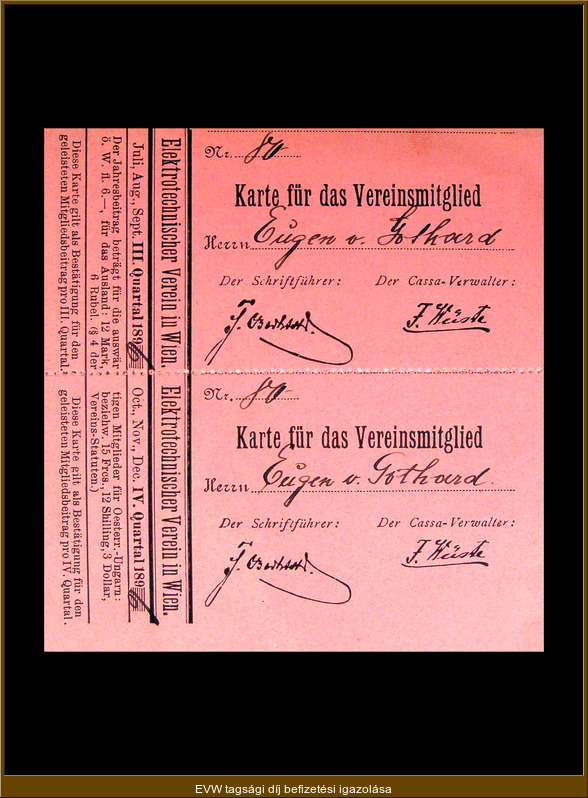 Elektrotechnischer Verein in Wien.
Juli, Aug., Sept. III. Quartal 189
Der Jahresbeitrag beträgt für die auswär
ö. W. fl. 6.—, für das Ausland: 12 Mark,
6 Rubel. (§ 4 der
Diese Karte gilt als Bestätigung für den
geleisteten Mitgliedsbeitrag pro III. Quartal.
Nr. 80
Karte für das Vereinsmitglied
Herrn Eugen v. Gothard
Der Schriftführer: Der Cassa-Verwalter:
F. Wüste
Elektrotechnischer Verein in Wien.
Oct., Nov., Dec. IV. Quartal 189
tigen Mitglieder für Oesterr.-Ungarn:
beziehw. 15 Frcs., 12 Shilling, 3 Dollar,
Vereins-Statuten.)
Diese Karte gilt als Bestätigung für den
geleisteten Mitgliedsbeitrag pro IV. Quartal.
Nr. 80
Karte für das Vereinsmitglied
Herrn Eugen v. Gothard.
Der Schriftführer: Der Cassa-Verwalter:
F. Wüste
EVW tagsági díj befizetési igazolása